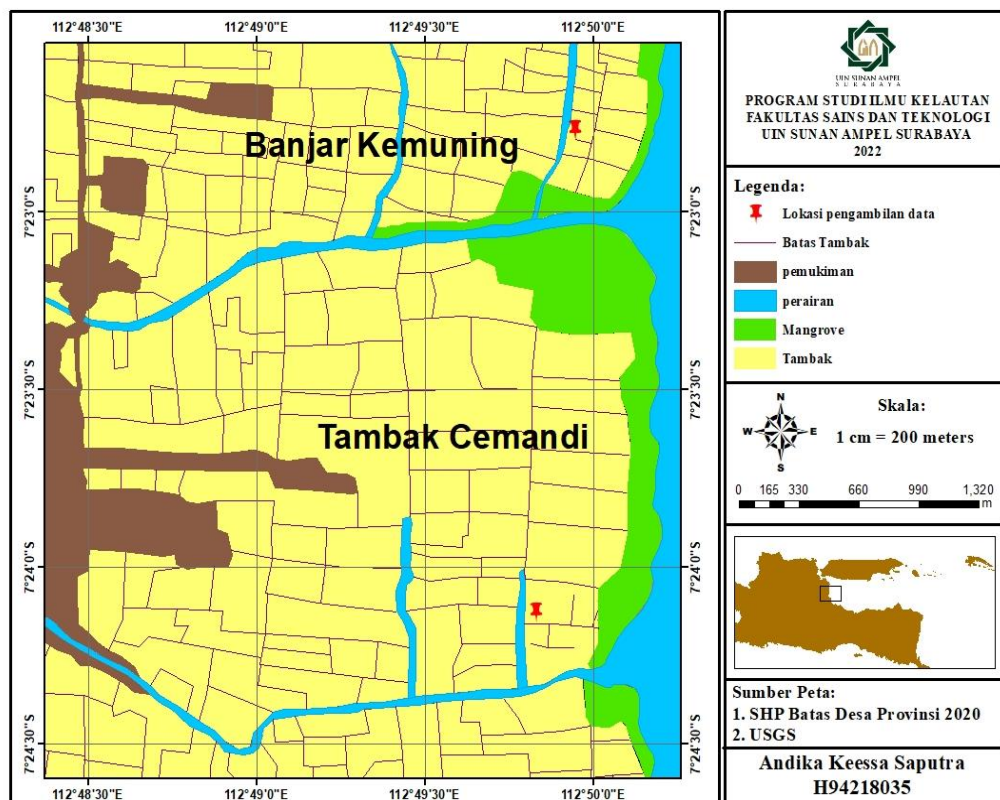 112°48'30"E 112°49'0"E 112°49'30"E 112°50'0"E
7°23'0"S 7°23'0"S
7°23'30"S 7°23'30"S
7°24'0"S 7°24'0"S
7°24'30"S 7°24'30"S
112°48'30"E 112°49'0"E 112°49'30"E 112°50'0"E
Banjar Kemuning
Tambak Cemandi
UIN SUNAN AMPEL
SURABAYA
PROGRAM STUDI ILMU KELAUTAN
FAKULTAS SAINS DAN TEKNOLOGI
UIN SUNAN AMPEL SURABAYA
2022
Legenda:
Lokasi pengambilan data
Batas Tambak
pemukiman
perairan
Mangrove
Tambak
N
W E
S
Skala:
1 cm = 200 meters
0 165 330 660 990 1,320
m
Sumber Peta:
1. SHP Batas Desa Provinsi 2020
2. USGS
Andika Keessa Saputra
H94218035